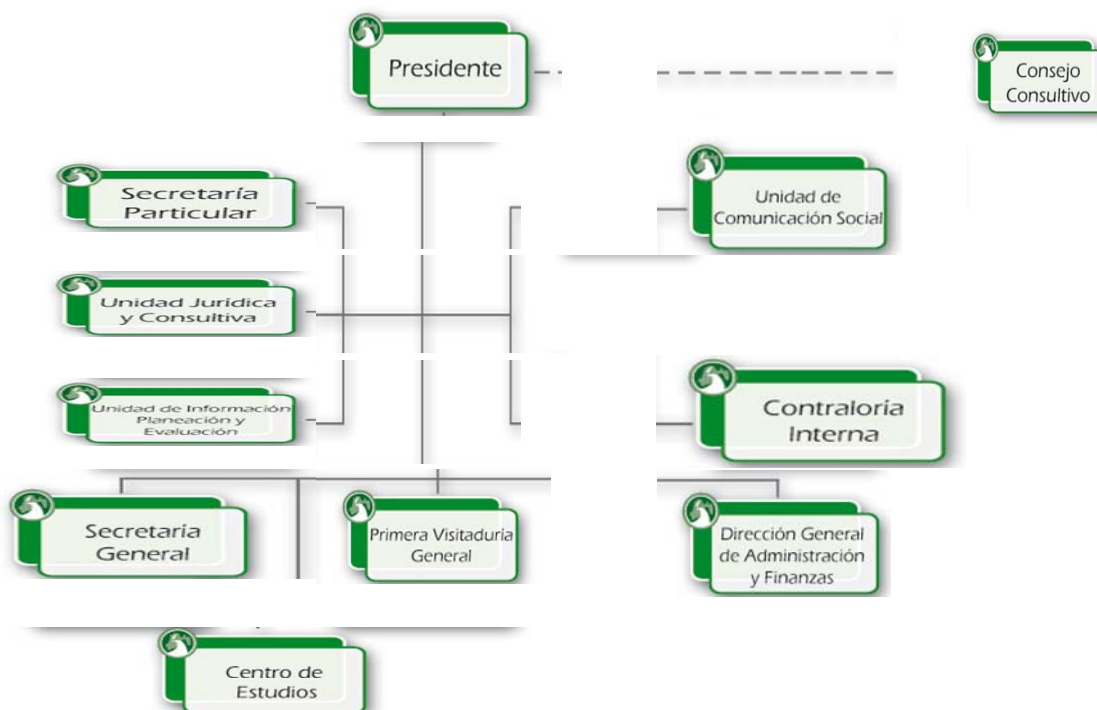 Presidente
Consejo
Consultivo
Secretaría
Particular
Unidad de
Comunicación Social
Unidad Jurídica
y Consultiva
Unidad de Información
Planeación y
Evaluación
Contraloría
Interna
Secretaría
General
Primera Visitaduría
General
Dirección General
de Administración
y Finanzas
Centro de
Estudios